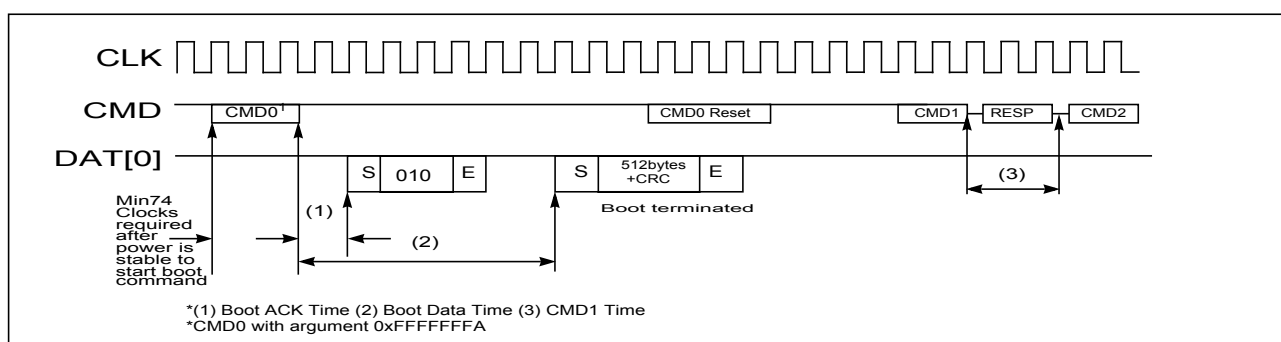 CLK
CMD
CMD0¹
CMD0 Reset
CMD1
RESP
CMD2
DAT[0]
S
010
E
S
512bytes
+CRC
E
(3)
Boot terminated
Min74
Clocks
required
after
power is
stable to
start boot
command
(1)
(2)
*(1) Boot ACK Time (2) Boot Data Time (3) CMD1 Time
*CMD0 with argument 0xFFFFFFFA